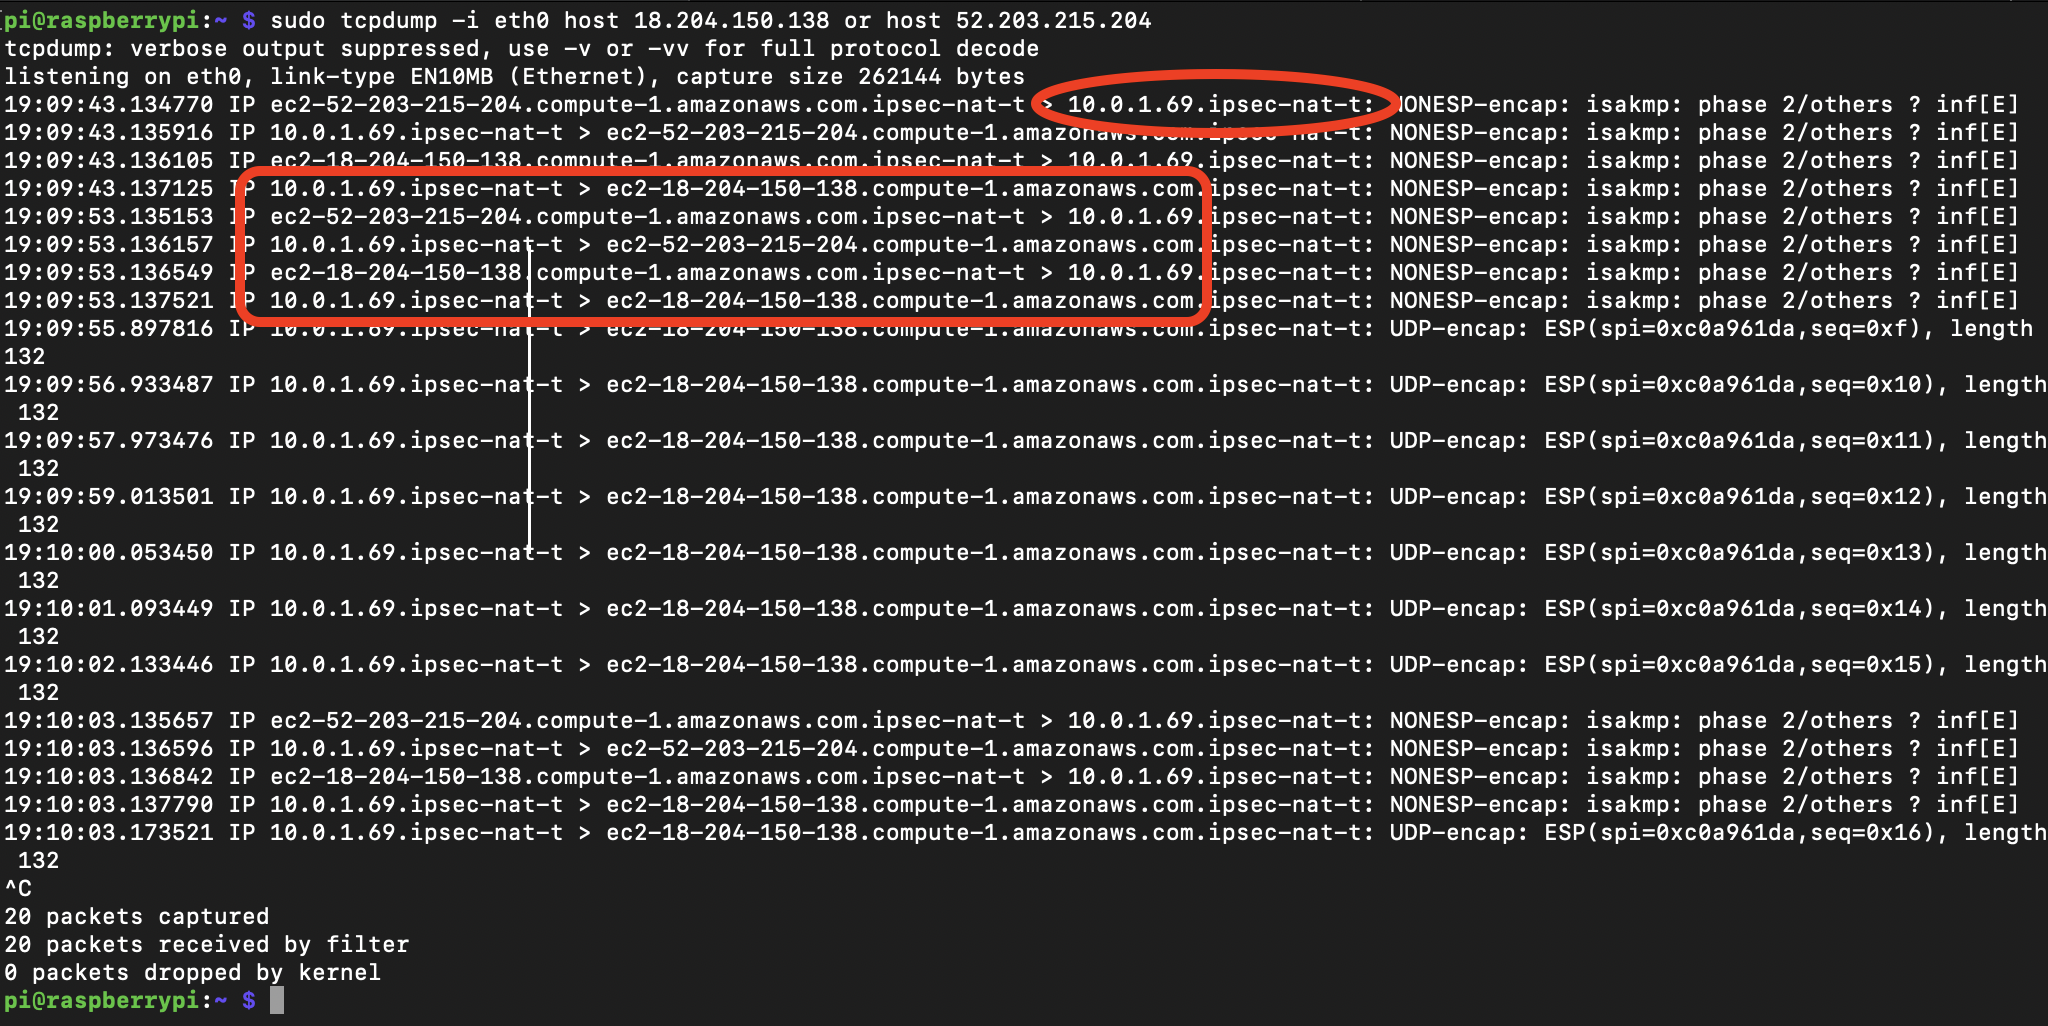 pi@raspberrypi:~ $ sudo tcpdump -i eth0 host 18.204.150.138 or host 52.203.215.204
tcpdump: verbose output suppressed, use -v or -vv for full protocol decode
listening on eth0, link-type EN10MB (Ethernet), capture size 262144 bytes
19:09:43.134770 IP ec2-52-203-215-204.compute-1.amazonaws.com.ipsec-nat-t > 10.0.1.69.ipsec-nat-t: NONESP-encap: isakmp: phase 2/others ? inf[E]
19:09:43.135916 IP 10.0.1.69.ipsec-nat-t > ec2-52-203-215-204.compute-1.amazonaws.com.ipsec-nat-t: NONESP-encap: isakmp: phase 2/others ? inf[E]
19:09:43.136105 IP ec2-18-204-150-138.compute-1.amazonaws.com.ipsec-nat-t > 10.0.1.69.ipsec-nat-t: NONESP-encap: isakmp: phase 2/others ? inf[E]
19:09:43.137125 IP 10.0.1.69.ipsec-nat-t > ec2-18-204-150-138.compute-1.amazonaws.com.ipsec-nat-t: NONESP-encap: isakmp: phase 2/others ? inf[E]
19:09:53.135153 IP ec2-52-203-215-204.compute-1.amazonaws.com.ipsec-nat-t > 10.0.1.69.ipsec-nat-t: NONESP-encap: isakmp: phase 2/others ? inf[E]
19:09:53.136157 IP 10.0.1.69.ipsec-nat-t > ec2-52-203-215-204.compute-1.amazonaws.com.ipsec-nat-t: NONESP-encap: isakmp: phase 2/others ? inf[E]
19:09:53.136549 IP ec2-18-204-150-138.compute-1.amazonaws.com.ipsec-nat-t > 10.0.1.69.ipsec-nat-t: NONESP-encap: isakmp: phase 2/others ? inf[E]
19:09:53.137521 IP 10.0.1.69.ipsec-nat-t > ec2-18-204-150-138.compute-1.amazonaws.com.ipsec-nat-t: NONESP-encap: isakmp: phase 2/others ? inf[E]
19:09:55.897816 IP 10.0.1.69.ipsec-nat-t > ec2-18-204-150-138.compute-1.amazonaws.com.ipsec-nat-t: UDP-encap: ESP(spi=0xc0a961da,seq=0xf), length
132
19:09:56.933487 IP 10.0.1.69.ipsec-nat-t > ec2-18-204-150-138.compute-1.amazonaws.com.ipsec-nat-t: UDP-encap: ESP(spi=0xc0a961da,seq=0x10), length
132
19:09:57.973476 IP 10.0.1.69.ipsec-nat-t > ec2-18-204-150-138.compute-1.amazonaws.com.ipsec-nat-t: UDP-encap: ESP(spi=0xc0a961da,seq=0x11), length
132
19:09:59.013501 IP 10.0.1.69.ipsec-nat-t > ec2-18-204-150-138.compute-1.amazonaws.com.ipsec-nat-t: UDP-encap: ESP(spi=0xc0a961da,seq=0x12), length
132
19:10:00.053450 IP 10.0.1.69.ipsec-nat-t > ec2-18-204-150-138.compute-1.amazonaws.com.ipsec-nat-t: UDP-encap: ESP(spi=0xc0a961da,seq=0x13), length
132
19:10:01.093449 IP 10.0.1.69.ipsec-nat-t > ec2-18-204-150-138.compute-1.amazonaws.com.ipsec-nat-t: UDP-encap: ESP(spi=0xc0a961da,seq=0x14), length
132
19:10:02.133446 IP 10.0.1.69.ipsec-nat-t > ec2-18-204-150-138.compute-1.amazonaws.com.ipsec-nat-t: UDP-encap: ESP(spi=0xc0a961da,seq=0x15), length
132
19:10:03.135657 IP ec2-52-203-215-204.compute-1.amazonaws.com.ipsec-nat-t > 10.0.1.69.ipsec-nat-t: NONESP-encap: isakmp: phase 2/others ? inf[E]
19:10:03.136596 IP 10.0.1.69.ipsec-nat-t > ec2-52-203-215-204.compute-1.amazonaws.com.ipsec-nat-t: NONESP-encap: isakmp: phase 2/others ? inf[E]
19:10:03.136842 IP ec2-18-204-150-138.compute-1.amazonaws.com.ipsec-nat-t > 10.0.1.69.ipsec-nat-t: NONESP-encap: isakmp: phase 2/others ? inf[E]
19:10:03.137790 IP 10.0.1.69.ipsec-nat-t > ec2-18-204-150-138.compute-1.amazonaws.com.ipsec-nat-t: NONESP-encap: isakmp: phase 2/others ? inf[E]
19:10:03.173521 IP 10.0.1.69.ipsec-nat-t > ec2-18-204-150-138.compute-1.amazonaws.com.ipsec-nat-t: UDP-encap: ESP(spi=0xc0a961da,seq=0x16), length
132
^C
20 packets captured
20 packets received by filter
0 packets dropped by kernel
pi@raspberrypi:~ $